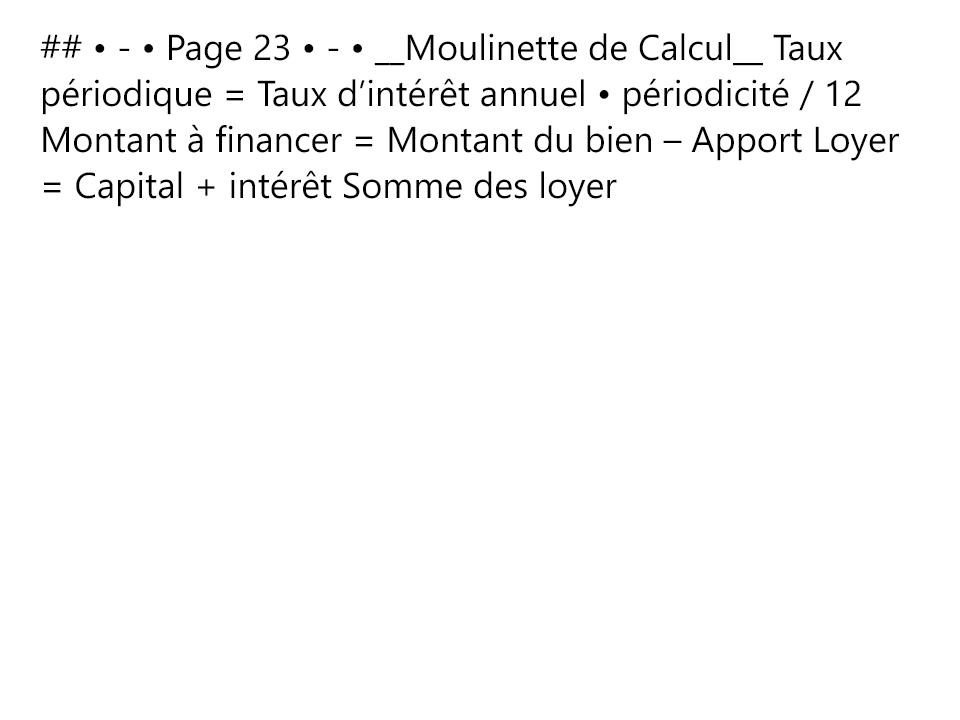 ## • - • Page 23 • - • __Moulinette de Calcul__ Taux
périodique = Taux d’intérêt annuel • périodicité / 12
Montant à financer = Montant du bien – Apport Loyer
= Capital + intérêt Somme des loyer